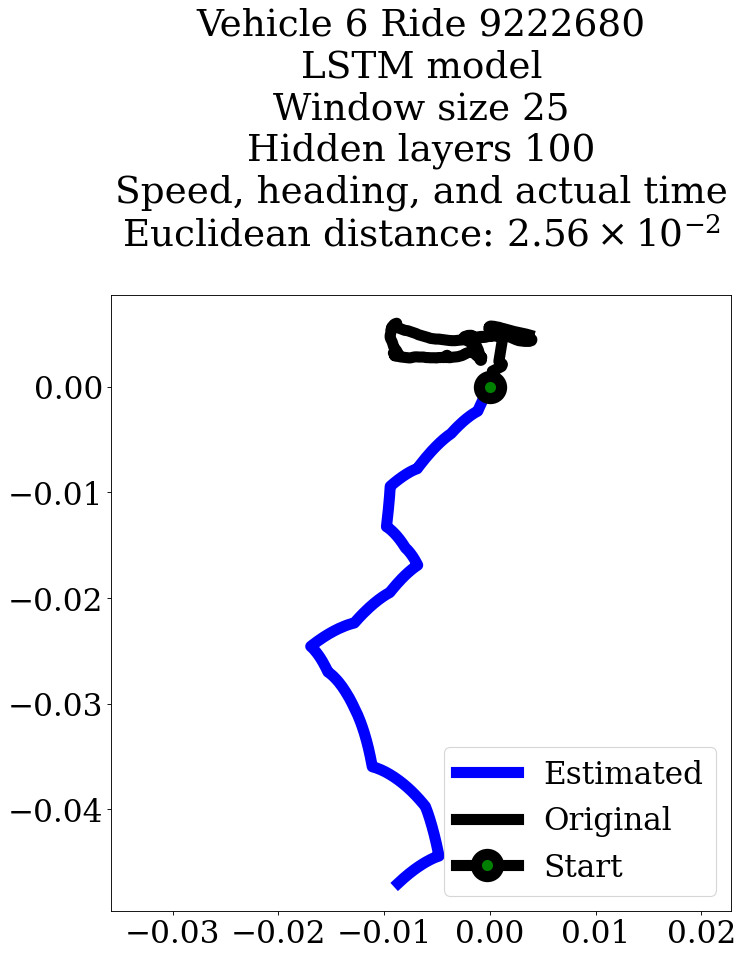 Vehicle 6 Ride 9222680
LSTM model
Window size 25
Hidden layers 100
Speed, heading, and actual time
Euclidean distance: 2.56 × 10⁻²
0.00
−0.01
−0.02
−0.03
−0.04
Estimated
Original
Start
−0.03 −0.02 −0.01 0.00 0.01 0.02